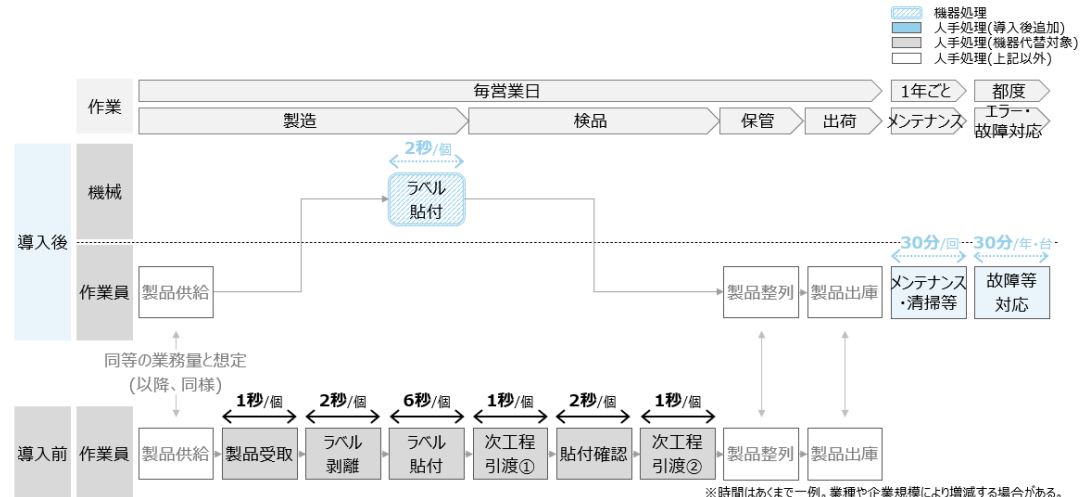 機器処理
人手処理(導入後追加)
人手処理(機器代替対象)
人手処理(上記以外)
作業
毎営業日
1年ごと
都度
製造
検品
保管
出荷
メンテナンス
エラー・
故障対応
導入後
機械
2秒/個
ラベル
貼付
作業員
製品供給
製品整列
製品出庫
30分/回
メンテナンス
・清掃等
30分/年・台
故障等
対応
同等の業務量と想定
(以降、同様)
導入前
作業員
製品供給
1秒/個
製品受取
2秒/個
ラベル
剥離
6秒/個
ラベル
貼付
1秒/個
次工程
引渡①
2秒/個
貼付確認
1秒/個
次工程
引渡②
製品整列
製品出庫
※時間はあくまで一例。業種や企業規模により増減する場合がある。